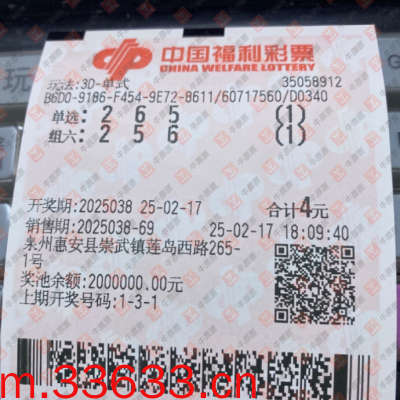 中国福利彩票
CHINA WELFARE LOTTERY
玩法:3D-单式 35058912
B6D0-9186-F454-9E72-8611/60717560/D0340
单选: 2 6 5 (1)
组六: 2 5 6 (1)
开奖期:2025038 25-02-17 合计4元
销售期:2025038-69 25-02-17 18:09:40
泉州惠安县崇武镇莲岛西路265-
1号
奖池余额:2000000.00元
上期开奖号码:1-3-1
m.33633.cn